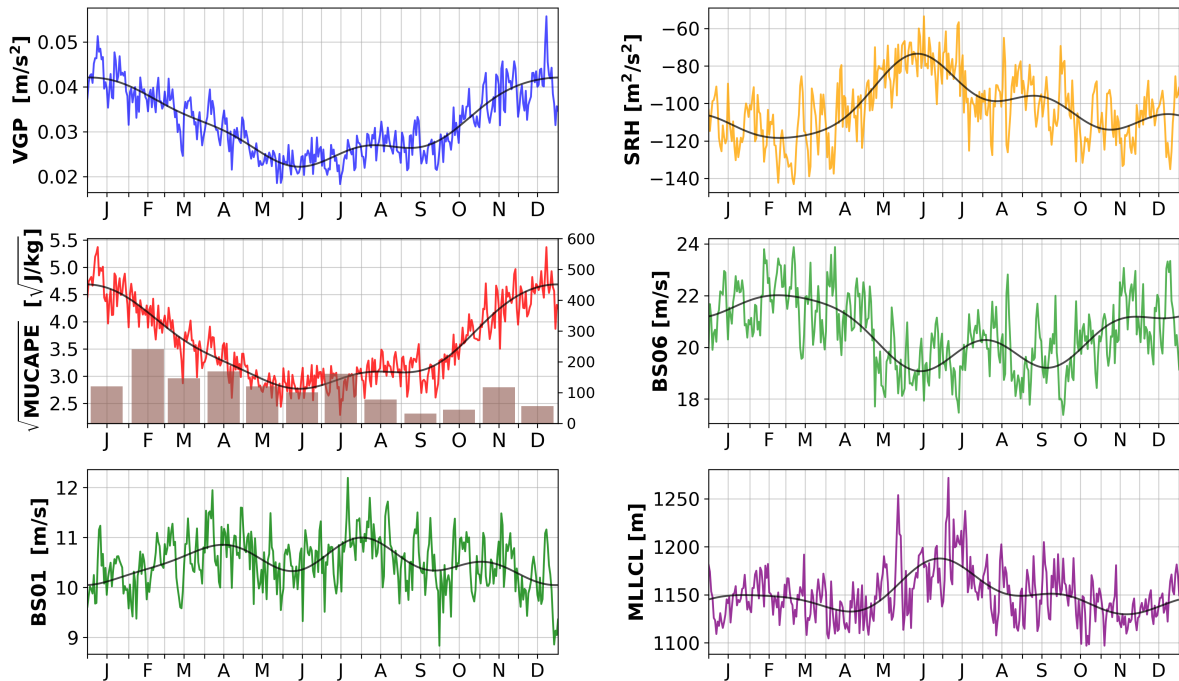 VGP [m/s²]
0.05
0.04
0.03
0.02
J F M A M J J A S O N D
SRH [m²/s²]
−60
−80
−100
−120
−140
J F M A M J J A S O N D
√MUCAPE [√J/kg]
5.5
5.0
4.5
4.0
3.5
3.0
2.5
600
500
400
300
200
100
0
J F M A M J J A S O N D
BS06 [m/s]
24
22
20
18
J F M A M J J A S O N D
BS01 [m/s]
12
11
10
9
J F M A M J J A S O N D
MLLCL [m]
1250
1200
1150
1100
J F M A M J J A S O N D